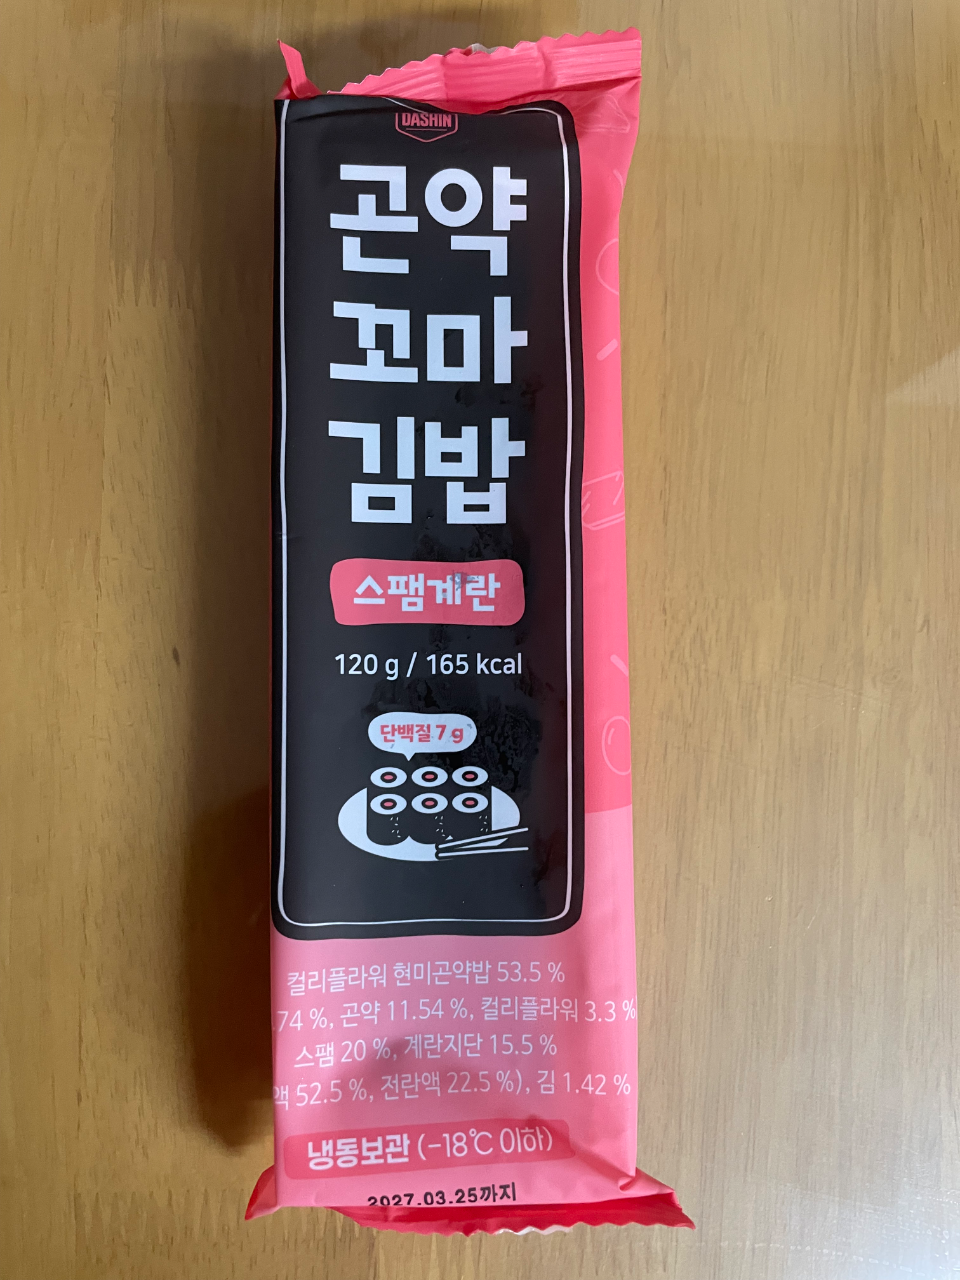 DASHIN
곤약
꼬마
김밥
스팸계란
120 g / 165 kcal
단백질 7 g
컬리플라워 현미곤약밥 53.5 %
74 %, 곤약 11.54 %, 컬리플라워 3.3 %
스팸 20 %, 계란지단 15.5 %
액 52.5 %, 전란액 22.5 %), 김 1.42 %
냉동보관 (-18℃ 이하)
2027.03.25까지